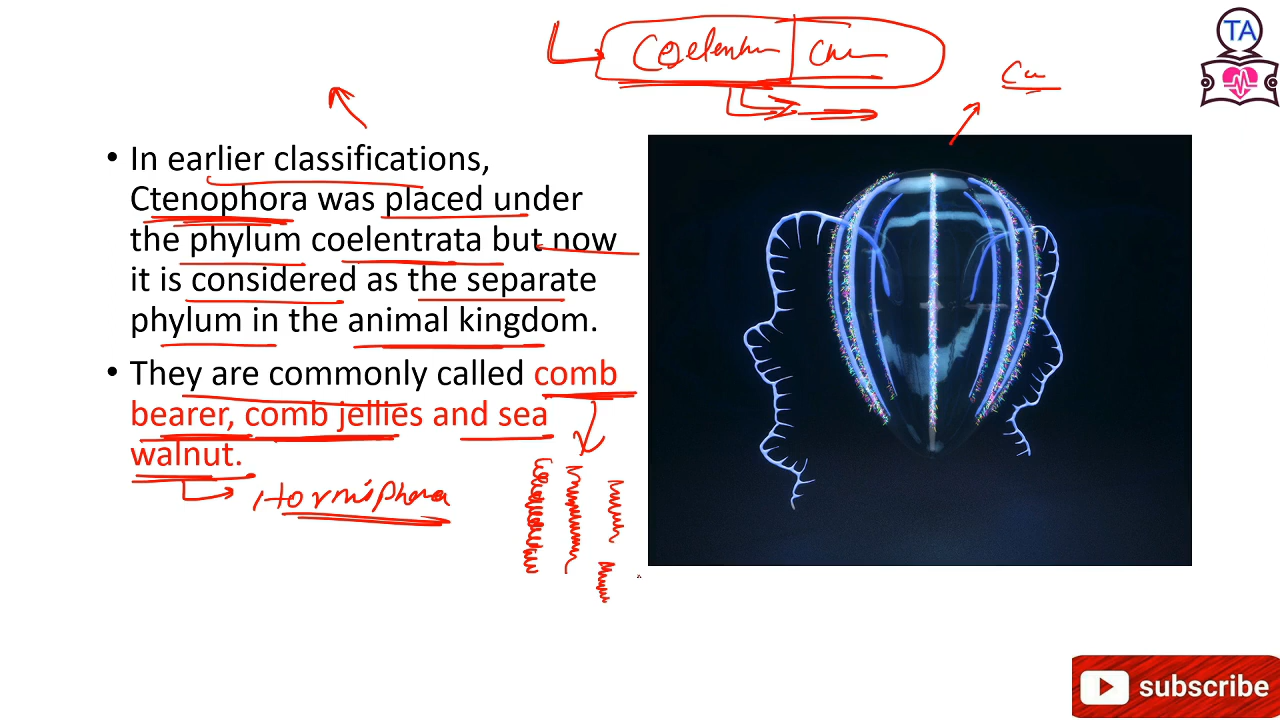 TA
• In earlier classifications,
Ctenophora was placed under
the phylum coelentrata but now
it is considered as the separate
phylum in the animal kingdom.
• They are commonly called comb
bearer, comb jellies and sea
walnut.
Hormiphora
subscribe